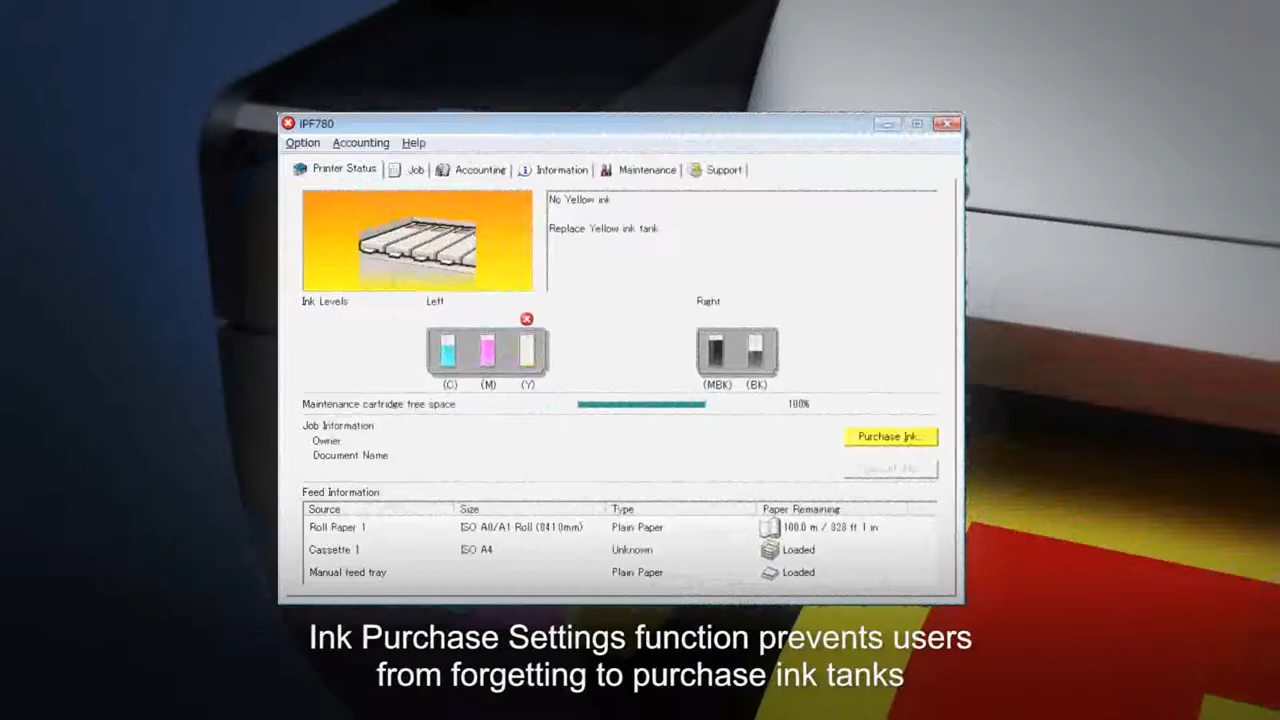 iPF780
Option Accounting Help
Printer Status Job Accounting Information Maintenance Support
No Yellow ink
Replace Yellow ink tank
Ink Levels Left Right
(C) (M) (Y) (MBK) (BK)
Maintenance cartridge free space 100%
Job Information
Owner
Purchase Ink...
Document Name
Feed Information
Source Size Type Paper Remaining
Roll Paper 1 ISO A0/A1 Roll (841.0mm) Plain Paper 100.0 m / 328 ft 1 in
Cassette 1 ISO A4 Unknown Loaded
Manual feed tray Plain Paper Loaded
Ink Purchase Settings function prevents users
from forgetting to purchase ink tanks